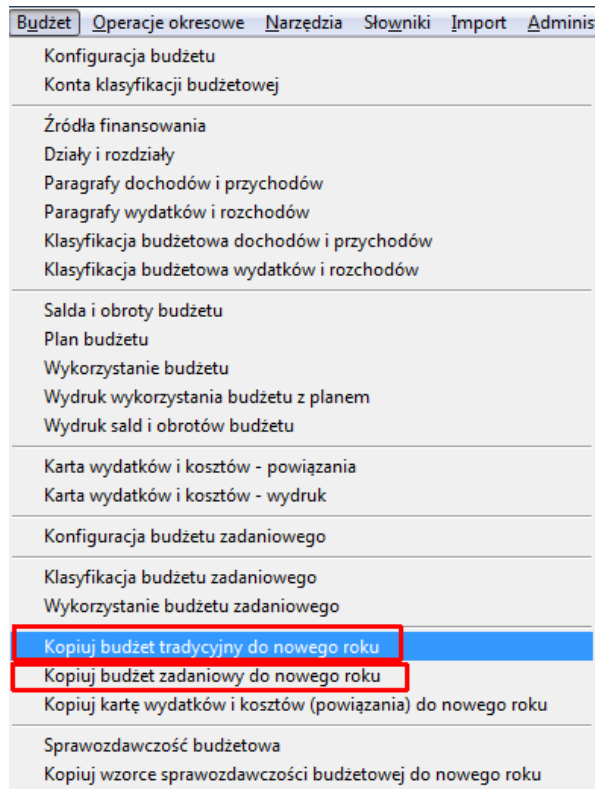 Budżet Operacje okresowe Narzędzia Słowniki Import Adminis
Konfiguracja budżetu
Konta klasyfikacji budżetowej
Źródła finansowania
Działy i rozdziały
Paragrafy dochodów i przychodów
Paragrafy wydatków i rozchodów
Klasyfikacja budżetowa dochodów i przychodów
Klasyfikacja budżetowa wydatków i rozchodów
Salda i obroty budżetu
Plan budżetu
Wykorzystanie budżetu
Wydruk wykorzystania budżetu z planem
Wydruk sald i obrotów budżetu
Karta wydatków i kosztów - powiązania
Karta wydatków i kosztów - wydruk
Konfiguracja budżetu zadaniowego
Klasyfikacja budżetu zadaniowego
Wykorzystanie budżetu zadaniowego
Kopiuj budżet tradycyjny do nowego roku
Kopiuj budżet zadaniowy do nowego roku
Kopiuj kartę wydatków i kosztów (powiązania) do nowego roku
Sprawozdawczość budżetowa
Kopiuj wzorce sprawozdawczości budżetowej do nowego roku